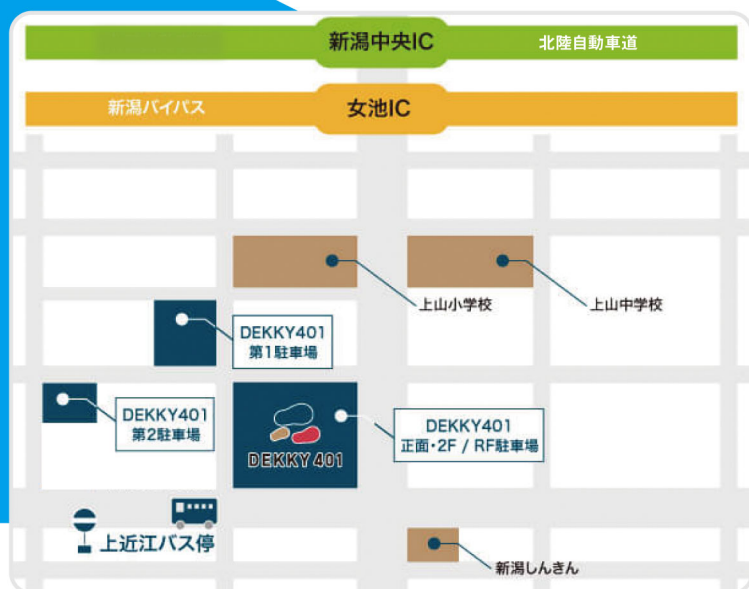 新潟中央IC
北陸自動車道
新潟バイパス
女池IC
上山小学校
上山中学校
DEKKY401
第1駐車場
DEKKY401
第2駐車場
DEKKY401
DEKKY401
正面・2F / RF駐車場
上近江バス停
新潟しんきん